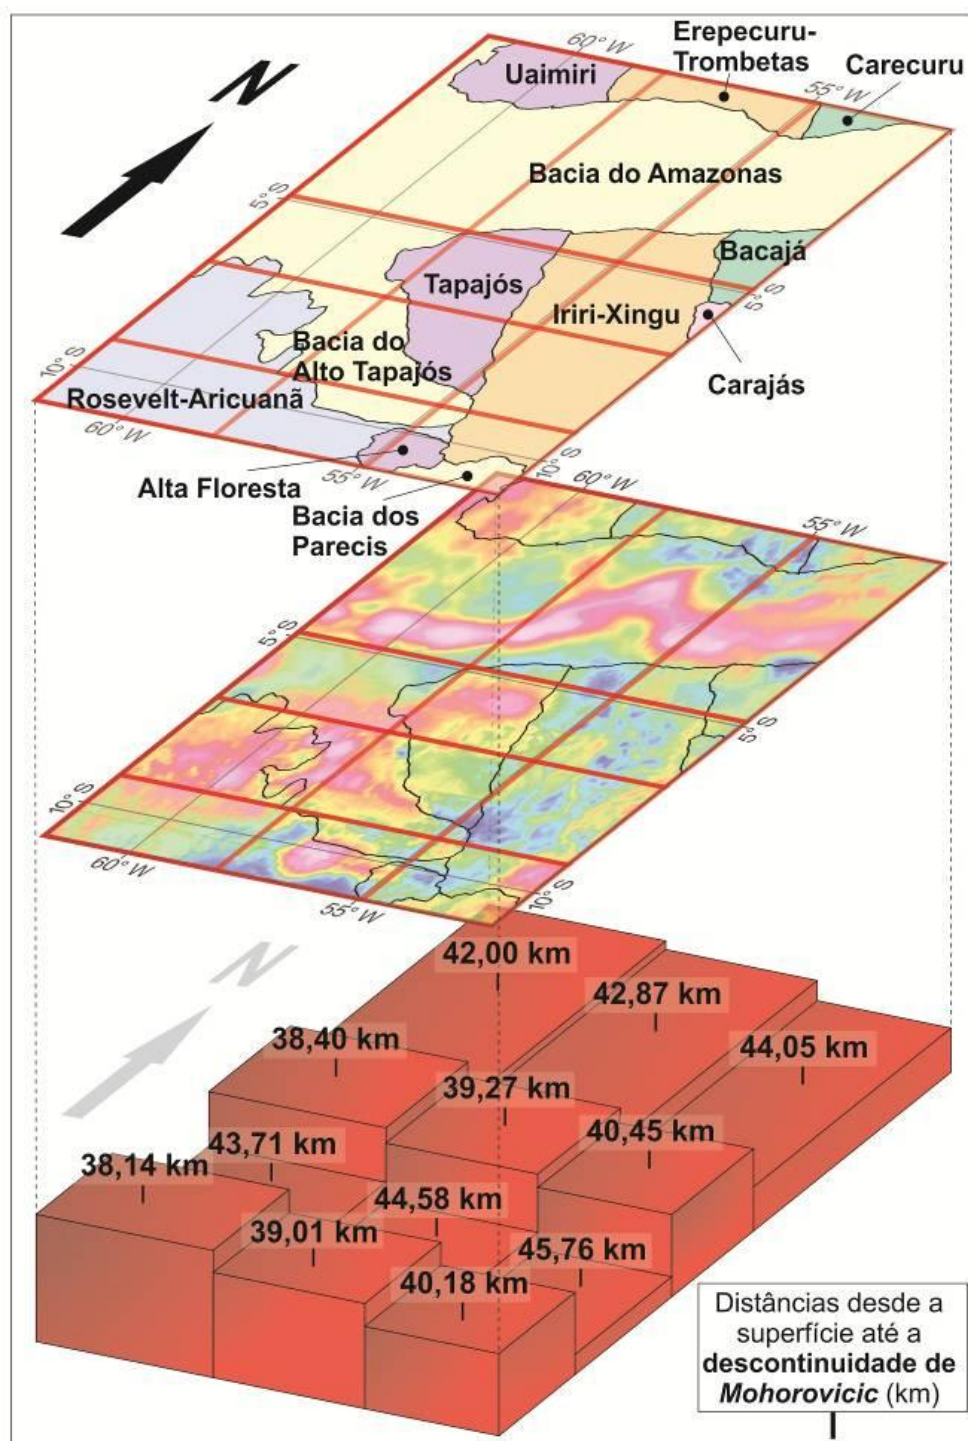 N
60° W
Erepecuru-
Trombetas
Carecuru
Uaimiri
55° W
Bacia do Amazonas
5° S
Bacajá
Tapajós
5° S
Iriri-Xingu
Bacia do
Alto Tapajós
Carajás
10° S
Rosevelt-Aricuanã
60° W
55° W
10° S
Alta Floresta
Bacia dos
Parecis
60° W
55° W
5° S
5° S
10° S
60° W
55° W
10° S
N
42,00 km
42,87 km
38,40 km
44,05 km
39,27 km
40,45 km
43,71 km
38,14 km
44,58 km
39,01 km
45,76 km
40,18 km
Distâncias desde a
superfície até a
descontinuidade de
Mohorovicic (km)